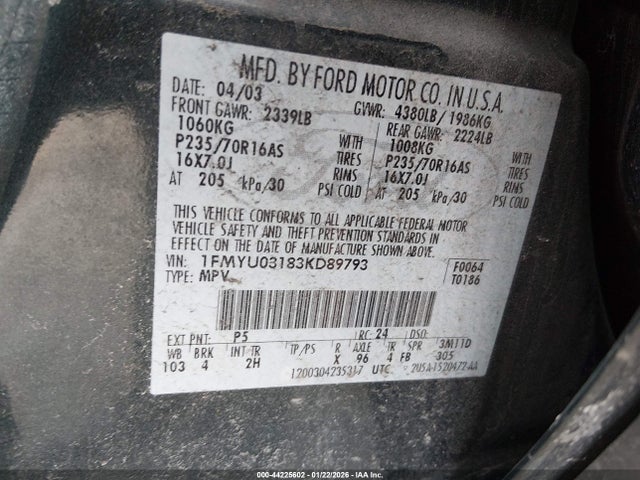 MFD. BY FORD MOTOR CO. IN U.S.A.
DATE: 04/03 GVWR: 4380LB/ 1986KG
FRONT GAWR: 2339LB REAR GAWR: 2224LB
1060KG WITH 1008KG WITH
P235/70R16AS TIRES P235/70R16AS TIRES
16X7.0J RIMS 16X7.0J RIMS
AT 205 kPa/30 PSI COLD AT 205 kPa/30 PSI COLD
THIS VEHICLE CONFORMS TO ALL APPLICABLE FEDERAL MOTOR
VEHICLE SAFETY AND THEFT PREVENTION STANDARDS IN
EFFECT ON THE DATE OF MANUFACTURE SHOWN ABOVE.
VIN: 1FMYU03183KD89793 F0064
TYPE: MPV T0186
EXT PNT: P5 RC: 24 DSO:
WB BRK INT TR TP/PS R AXLE TR SPR 3M11D
103 4 2H X 96 4 FB 305
1200304235317 UTC 2U5A-1520472-AA
000-44225602 - 01/22/2026 - IAA Inc.